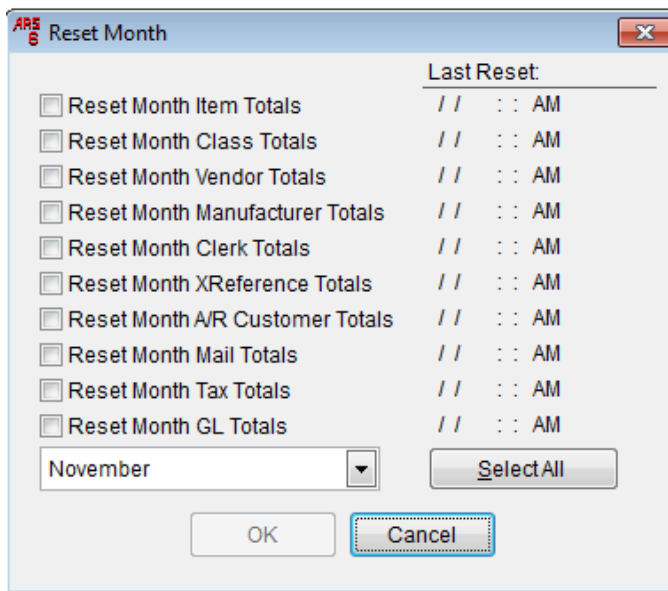 ARS 6 Reset Month
Last Reset:
Reset Month Item Totals / / : : AM
Reset Month Class Totals / / : : AM
Reset Month Vendor Totals / / : : AM
Reset Month Manufacturer Totals / / : : AM
Reset Month Clerk Totals / / : : AM
Reset Month XReference Totals / / : : AM
Reset Month A/R Customer Totals / / : : AM
Reset Month Mail Totals / / : : AM
Reset Month Tax Totals / / : : AM
Reset Month GL Totals / / : : AM
November Select All
OK Cancel